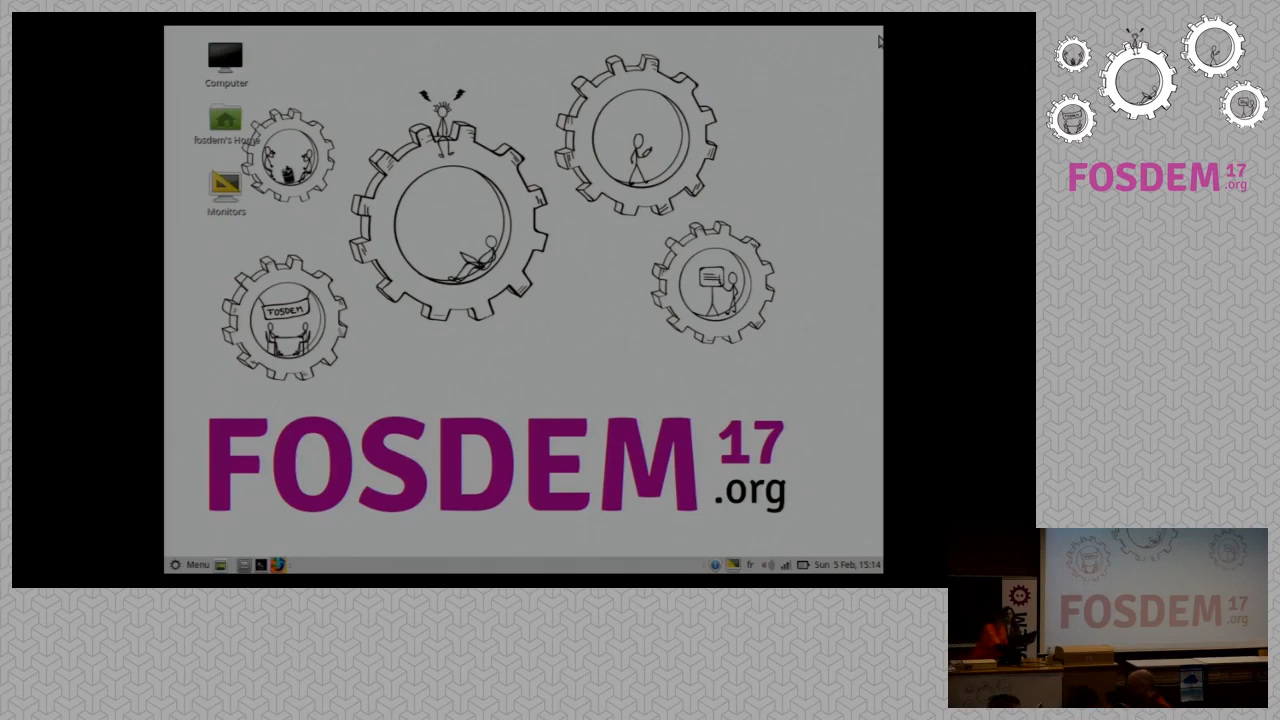 Computer
fosdem's Home
Monitors
FOSDEM
FOSDEM 17
.org
Menu
fr
Sun 5 Feb, 15:14
FOSDEM 17
.org
FOSDEM 17
.org